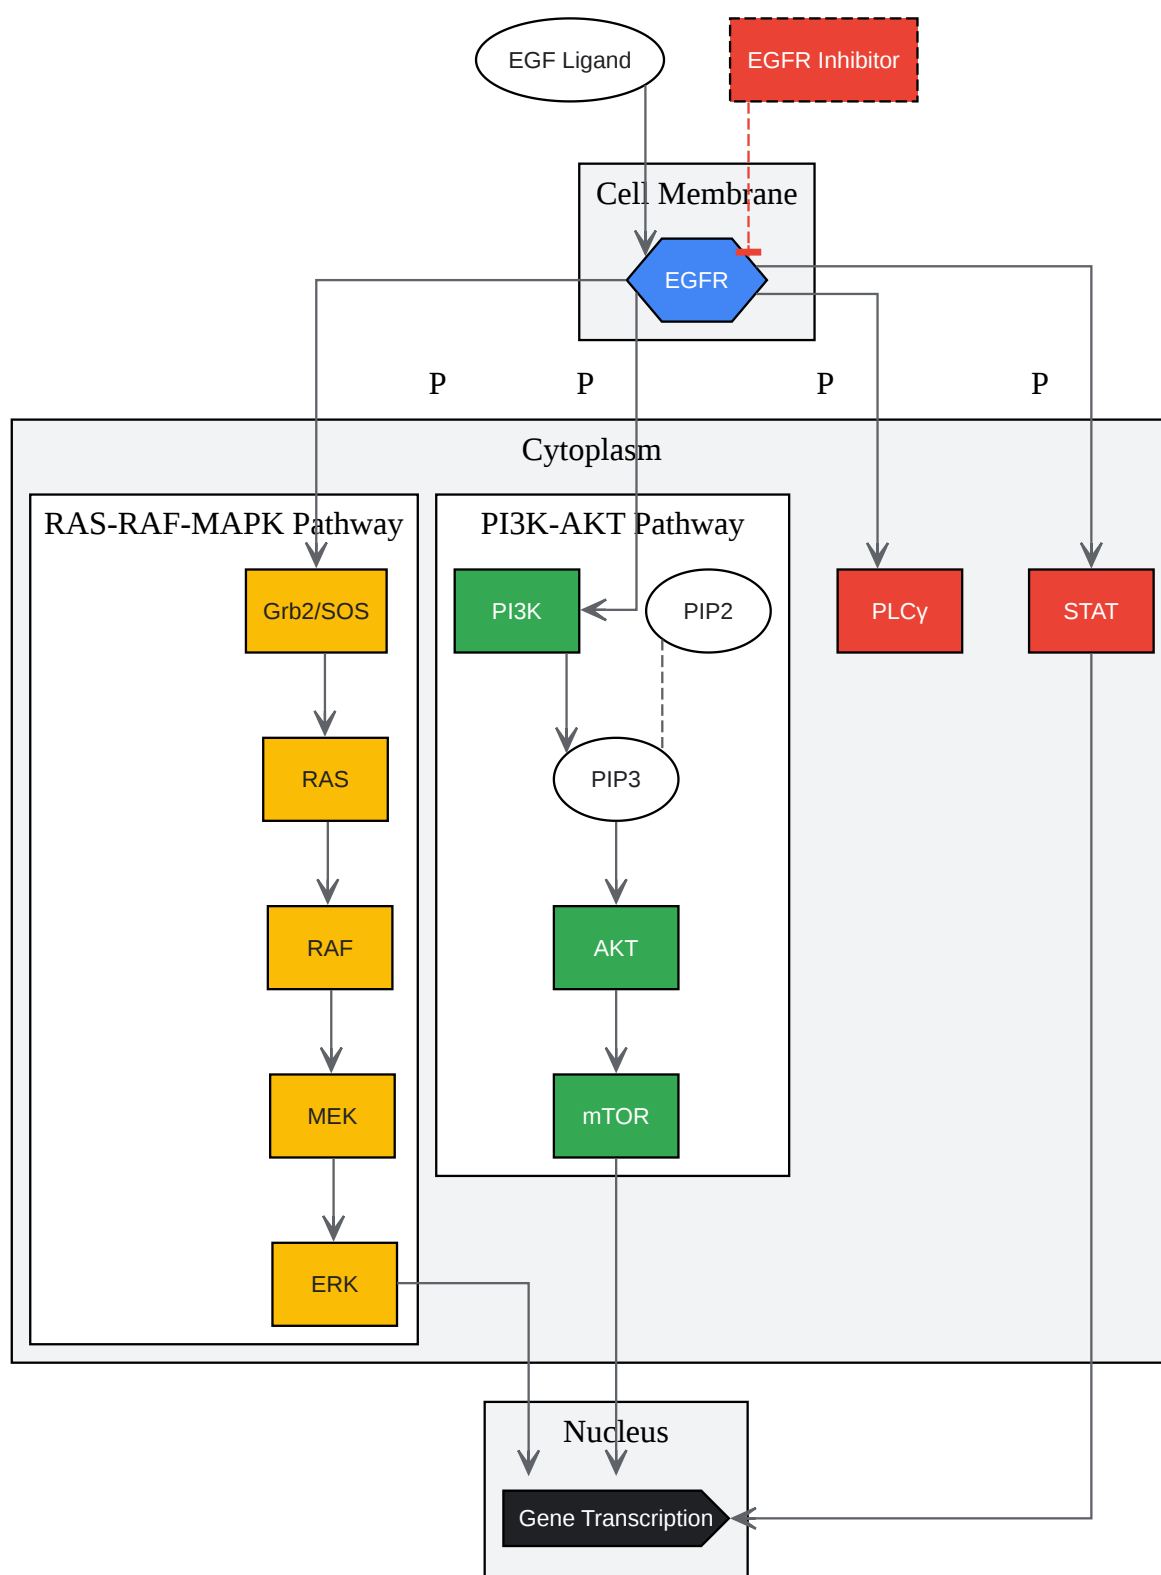 EGF Ligand
EGFR Inhibitor
Cell Membrane
EGFR
P
P
P
P
Cytoplasm
RAS-RAF-MAPK Pathway
PI3K-AKT Pathway
Grb2/SOS
PI3K
PIP2
PLCγ
STAT
RAS
PIP3
RAF
AKT
MEK
mTOR
ERK
Nucleus
Gene Transcription